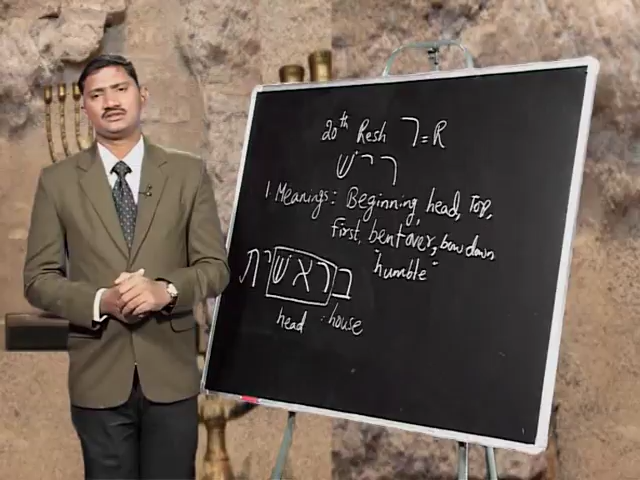 20th Resh ר = R
ריש
1 Meanings: Beginning, head, Top,
first, bent over, bow down
"humble"
בראשית
head : house